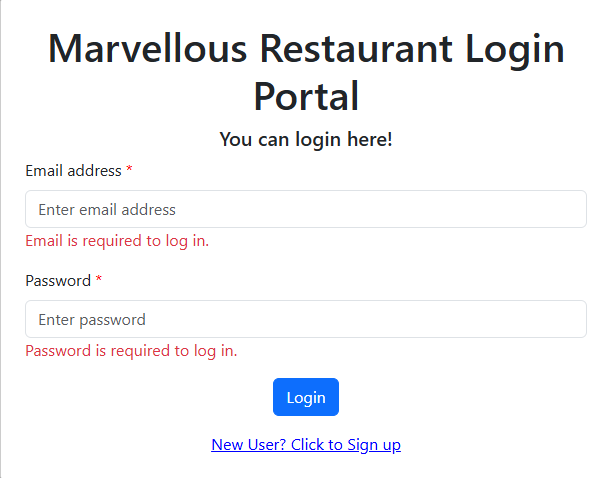 Marvellous Restaurant Login
Portal
You can login here!
Email address *
Enter email address
Email is required to log in.
Password *
Enter password
Password is required to log in.
Login
New User? Click to Sign up